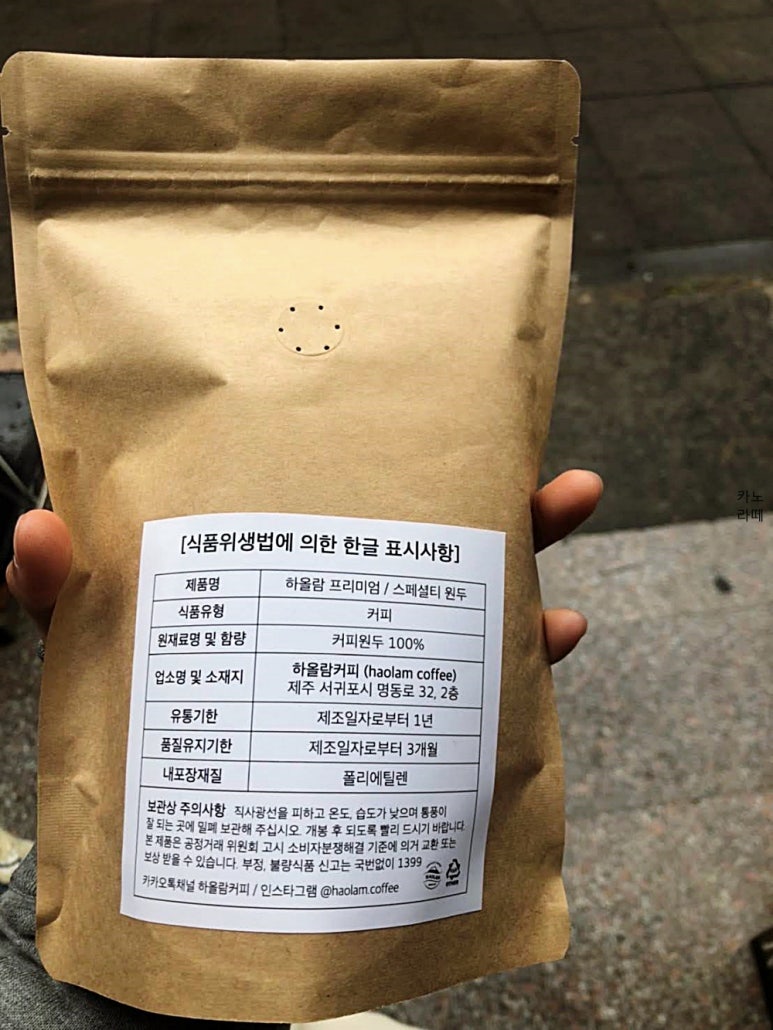 [식품위생법에 의한 한글 표시사항]
제품명 하올람 프리미엄 / 스페셜티 원두
식품유형 커피
원재료명 및 함량 커피원두 100%
업소명 및 소재지 하올람커피 (haolam coffee)
제주 서귀포시 명동로 32, 2층
유통기한 제조일자로부터 1년
품질유지기한 제조일자로부터 3개월
내포장재질 폴리에틸렌
보관상 주의사항 직사광선을 피하고 온도, 습도가 낮으며 통풍이
잘 되는 곳에 밀폐 보관해 주십시오. 개봉 후 되도록 빨리 드시기 바랍니다.
본 제품은 공정거래 위원회 고시 소비자분쟁해결 기준에 의거 교환 또는
보상 받을 수 있습니다. 부정, 불량식품 신고는 국번없이 1399
카카오톡채널 하올람커피 / 인스타그램 @haolam.coffee
카노
라떼